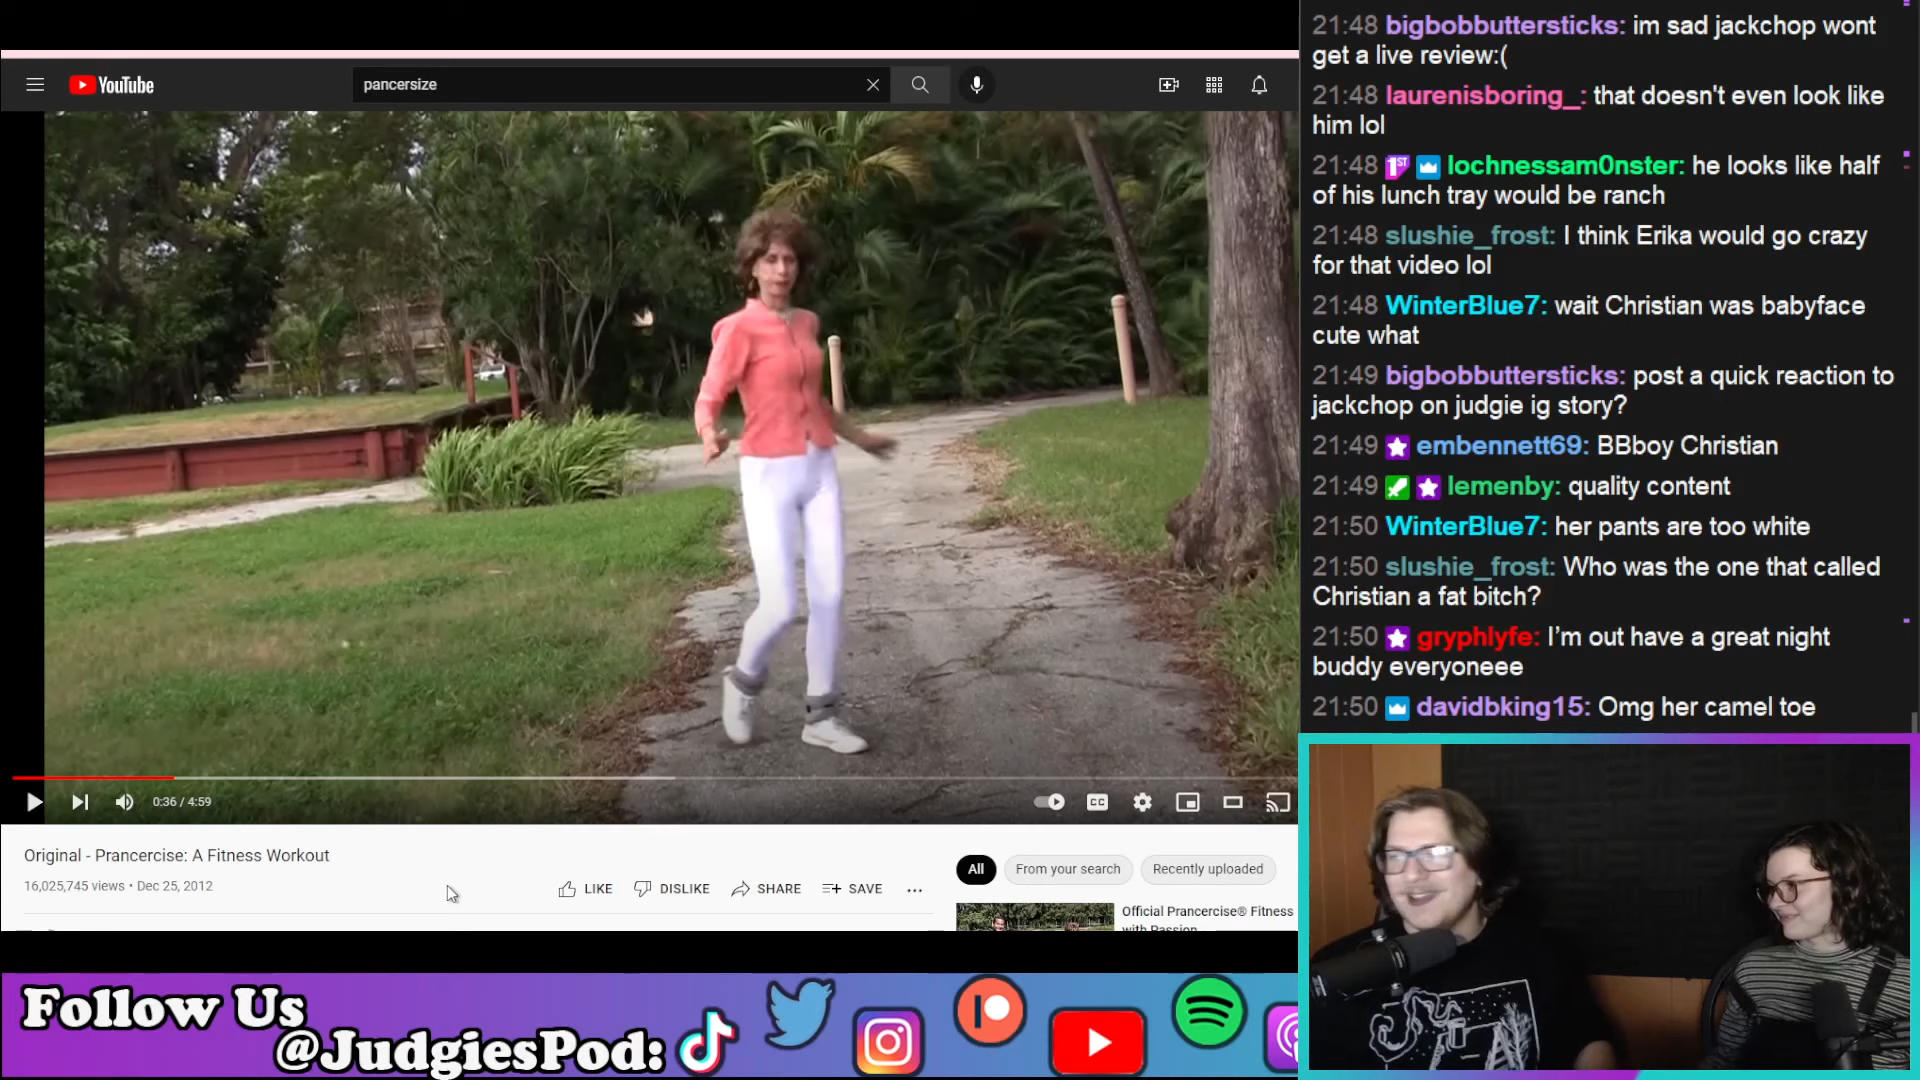 YouTube
pancersize
0:36 / 4:59
CC
Original - Prancercise: A Fitness Workout
16,025,745 views • Dec 25, 2012
LIKE
DISLIKE
SHARE
SAVE
All
From your search
Recently uploaded
Official Prancercise® Fitness
with Passion
Follow Us
@JudgiesPod:
21:48 bigbobbuttersticks: im sad jackchop wont
get a live review:(
21:48 laurenisboring_: that doesn't even look like
him lol
21:48 1ST lochnessam0nster: he looks like half
of his lunch tray would be ranch
21:48 slushie_frost: I think Erika would go crazy
for that video lol
21:48 WinterBlue7: wait Christian was babyface
cute what
21:49 bigbobbuttersticks: post a quick reaction to
jackchop on judgie ig story?
21:49 embennett69: BBboy Christian
21:49 lemenby: quality content
21:50 WinterBlue7: her pants are too white
21:50 slushie_frost: Who was the one that called
Christian a fat bitch?
21:50 gryphlyfe: I'm out have a great night
buddy everyoneee
21:50 davidbking15: Omg her camel toe